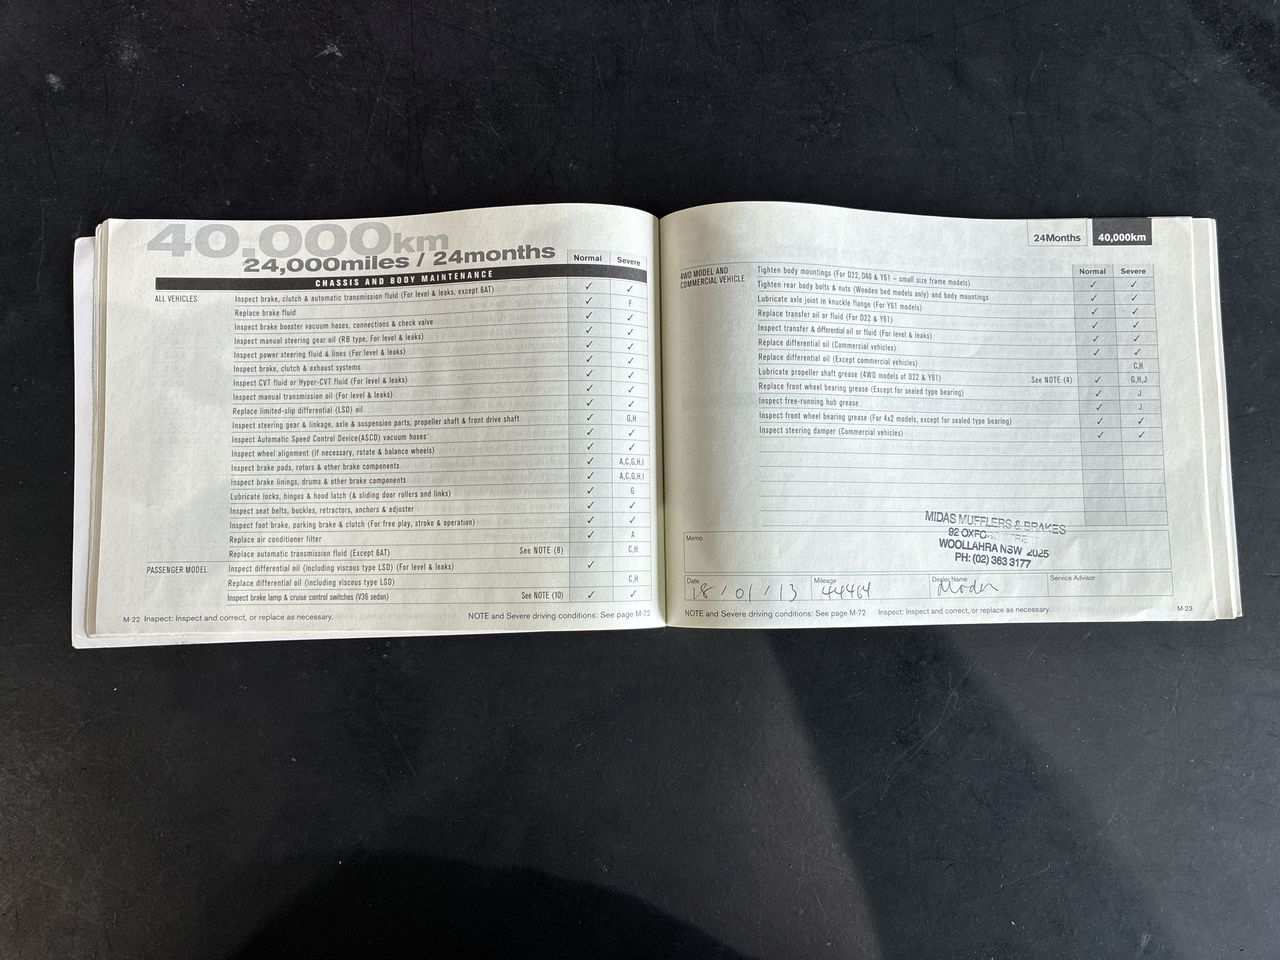 40,000km
24,000miles / 24months
Normal Severe
CHASSIS AND BODY MAINTENANCE
ALL VEHICLES Inspect brake, clutch & automatic transmission fluid (For level & leaks, except 6AT) ✓ ✓
Replace brake fluid ✓ F
Inspect brake booster vacuum hoses, connections & check valve ✓ ✓
Inspect manual steering gear oil (RB type, For level & leaks) ✓ ✓
Inspect power steering fluid & lines (For level & leaks) ✓ ✓
Inspect brake, clutch & exhaust systems ✓ ✓
Inspect CVT fluid or Hyper-CVT fluid (For level & leaks) ✓ ✓
Inspect manual transmission oil (For level & leaks) ✓ ✓
Replace limited-slip differential (LSD) oil ✓ ✓
Inspect steering gear & linkage, axle & suspension parts, propeller shaft & front drive shaft ✓ G,H
Inspect Automatic Speed Control Device(ASCD) vacuum hoses ✓ ✓
Inspect wheel alignment (if necessary, rotate & balance wheels) ✓ ✓
Inspect brake pads, rotors & other brake components ✓ A,C,G,H,I
Inspect brake linings, drums & other brake components ✓ A,C,G,H,I
Lubricate locks, hinges & hood latch (& sliding door rollers and links) ✓ G
Inspect seat belts, buckles, retractors, anchors & adjuster ✓ ✓
Inspect foot brake, parking brake & clutch (For free play, stroke & operation) ✓ ✓
Replace air conditioner filter ✓ A
Replace automatic transmission fluid (Except 6AT) See NOTE (8) C,H
PASSENGER MODEL Inspect differential oil (including viscous type LSD) (For level & leaks) ✓
Replace differential oil (including viscous type LSD) C,H
Inspect brake lamp & cruise control switches (V36 sedan) See NOTE (10) ✓ ✓
M-22 Inspect: Inspect and correct, or replace as necessary. NOTE and Severe driving conditions: See page M-72
24Months 40,000km
Normal Severe
4WD MODEL AND
COMMERCIAL VEHICLE
Tighten body mountings (For D22, D40 & Y61 – small size frame models) ✓ ✓
Tighten rear body bolts & nuts (Wooden bed models only) and body mountings ✓ ✓
Lubricate axle joint in knuckle flange (For Y61 models) ✓ ✓
Replace transfer oil or fluid (For D22 & Y61) ✓ ✓
Inspect transfer & differential oil or fluid (For level & leaks) ✓ ✓
Replace differential oil (Commercial vehicles) ✓ ✓
Replace differential oil (Except commercial vehicles) C,H
Lubricate propeller shaft grease (4WD models of D22 & Y61) See NOTE (4) ✓ G,H,J
Replace front wheel bearing grease (Except for sealed type bearing) ✓ J
Inspect free-running hub grease ✓ J
Inspect front wheel bearing grease (For 4x2 models, except for sealed type bearing) ✓ ✓
Inspect steering damper (Commercial vehicles) ✓ ✓
MIDAS MUFFLERS & BRAKES
92
WOOLLAHRA NSW 2025
PH: (02) 363 3177
Memo
Date Mileage Dealer Name Service Advisor
28/01/13 44464
NOTE and Severe driving conditions: See page M-72 Inspect: Inspect and correct, or replace as necessary. M-23